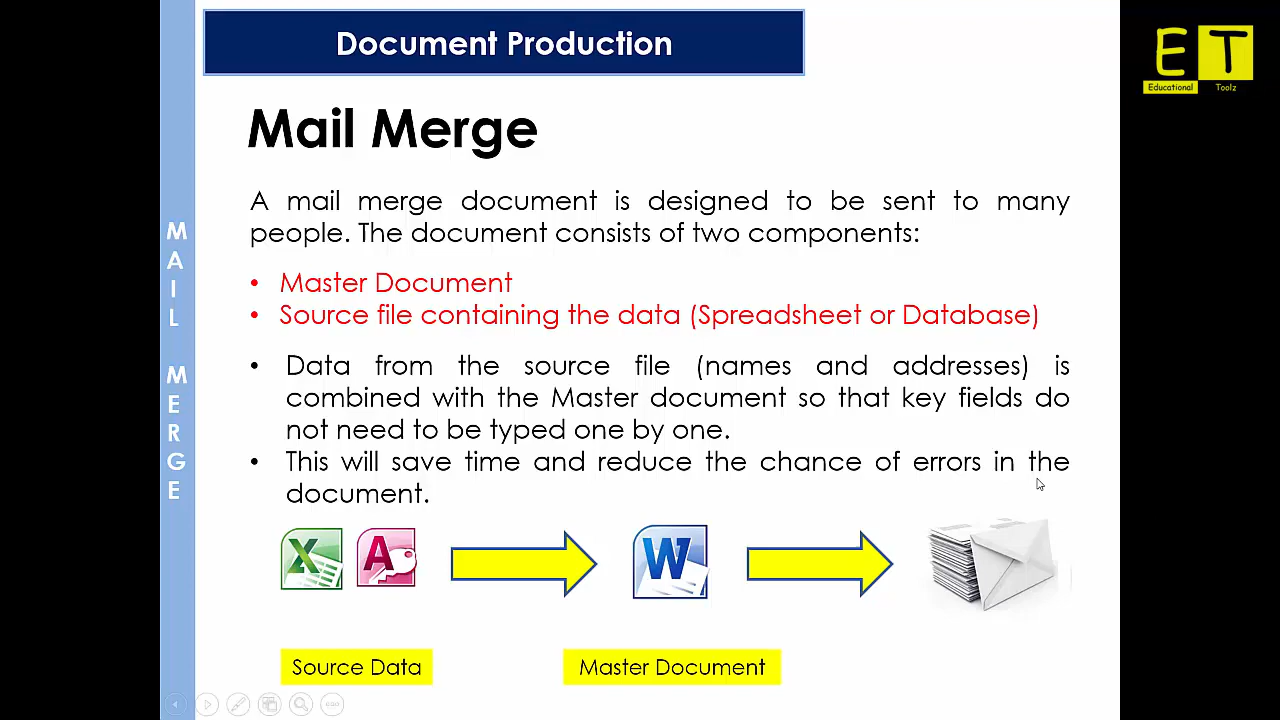 Document Production
E T
Educational Toolz
Mail Merge
A mail merge document is designed to be sent to many
people. The document consists of two components:
• Master Document
• Source file containing the data (Spreadsheet or Database)
• Data from the source file (names and addresses) is
combined with the Master document so that key fields do
not need to be typed one by one.
• This will save time and reduce the chance of errors in the
document.
MAIL MERGE
X A W
Source Data
Master Document